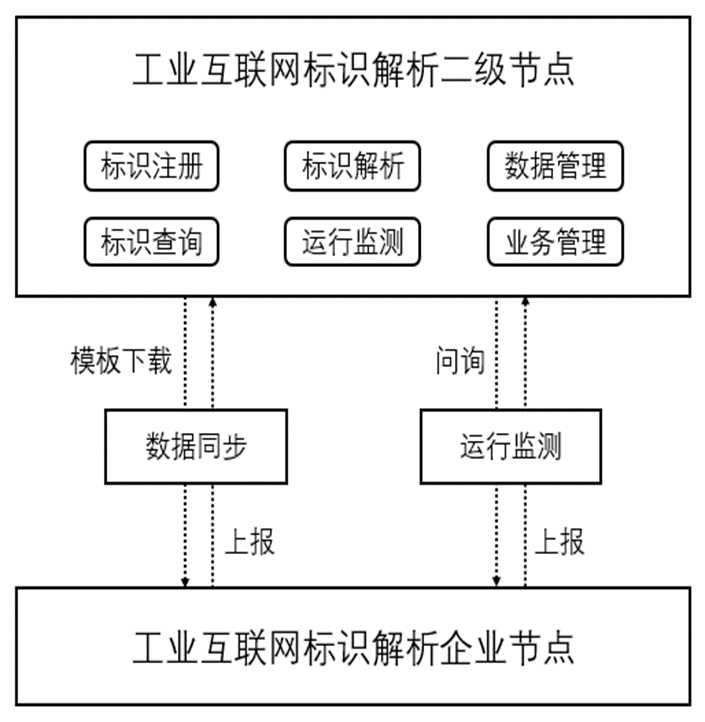 工业互联网标识解析二级节点
标识注册
标识解析
数据管理
标识查询
运行监测
业务管理
模板下载
问询
数据同步
运行监测
上报
上报
工业互联网标识解析企业节点